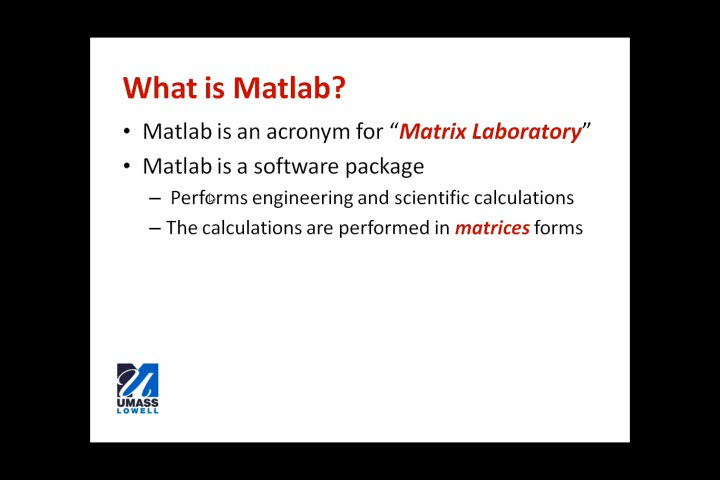 What is Matlab?
• Matlab is an acronym for “Matrix Laboratory”
• Matlab is a software package
– Performs engineering and scientific calculations
– The calculations are performed in matrices forms
UMASS
LOWELL